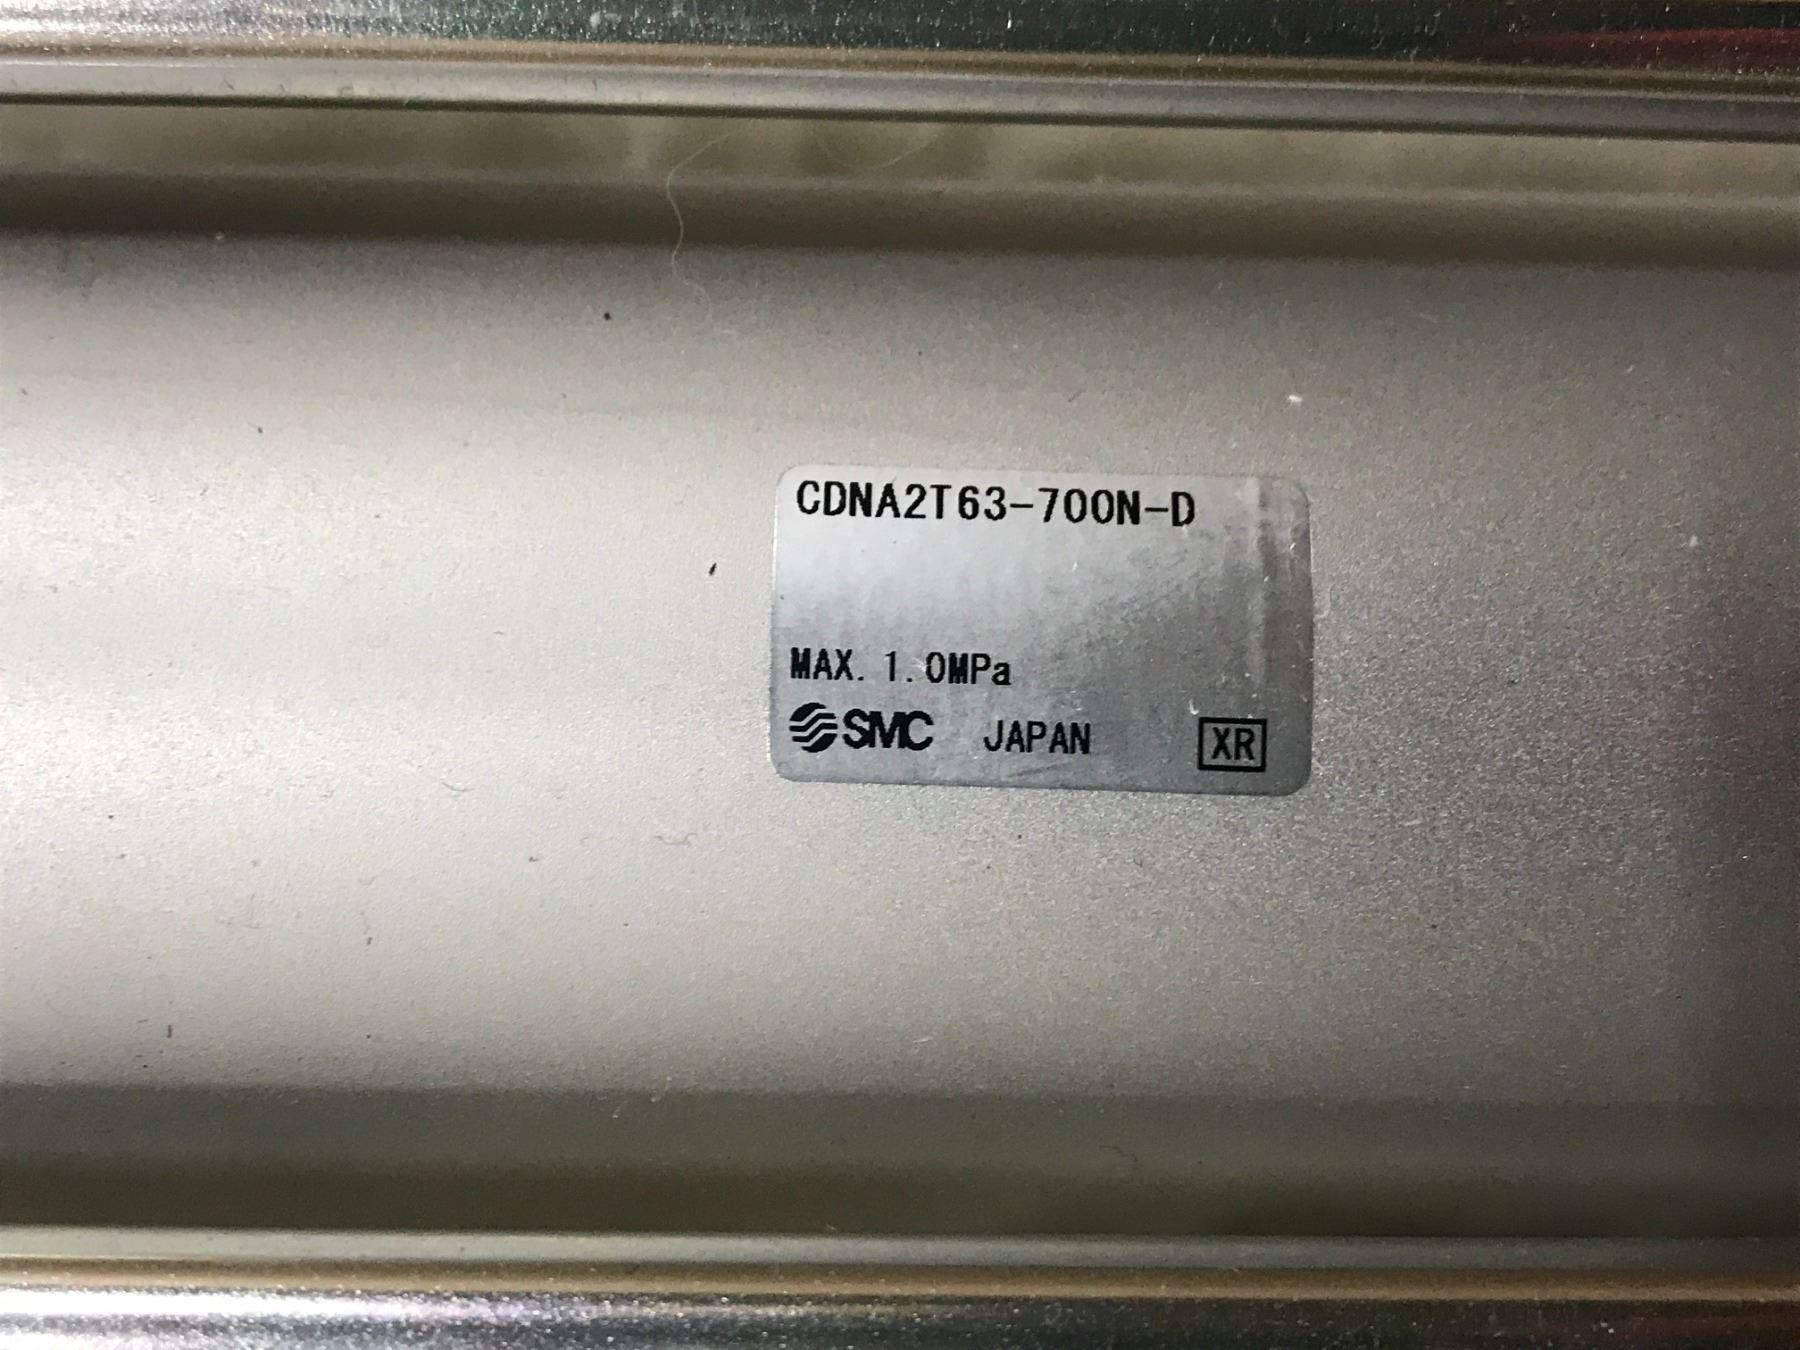 CDNA2T63-700N-D
MAX. 1.0MPa
SMC JAPAN XR